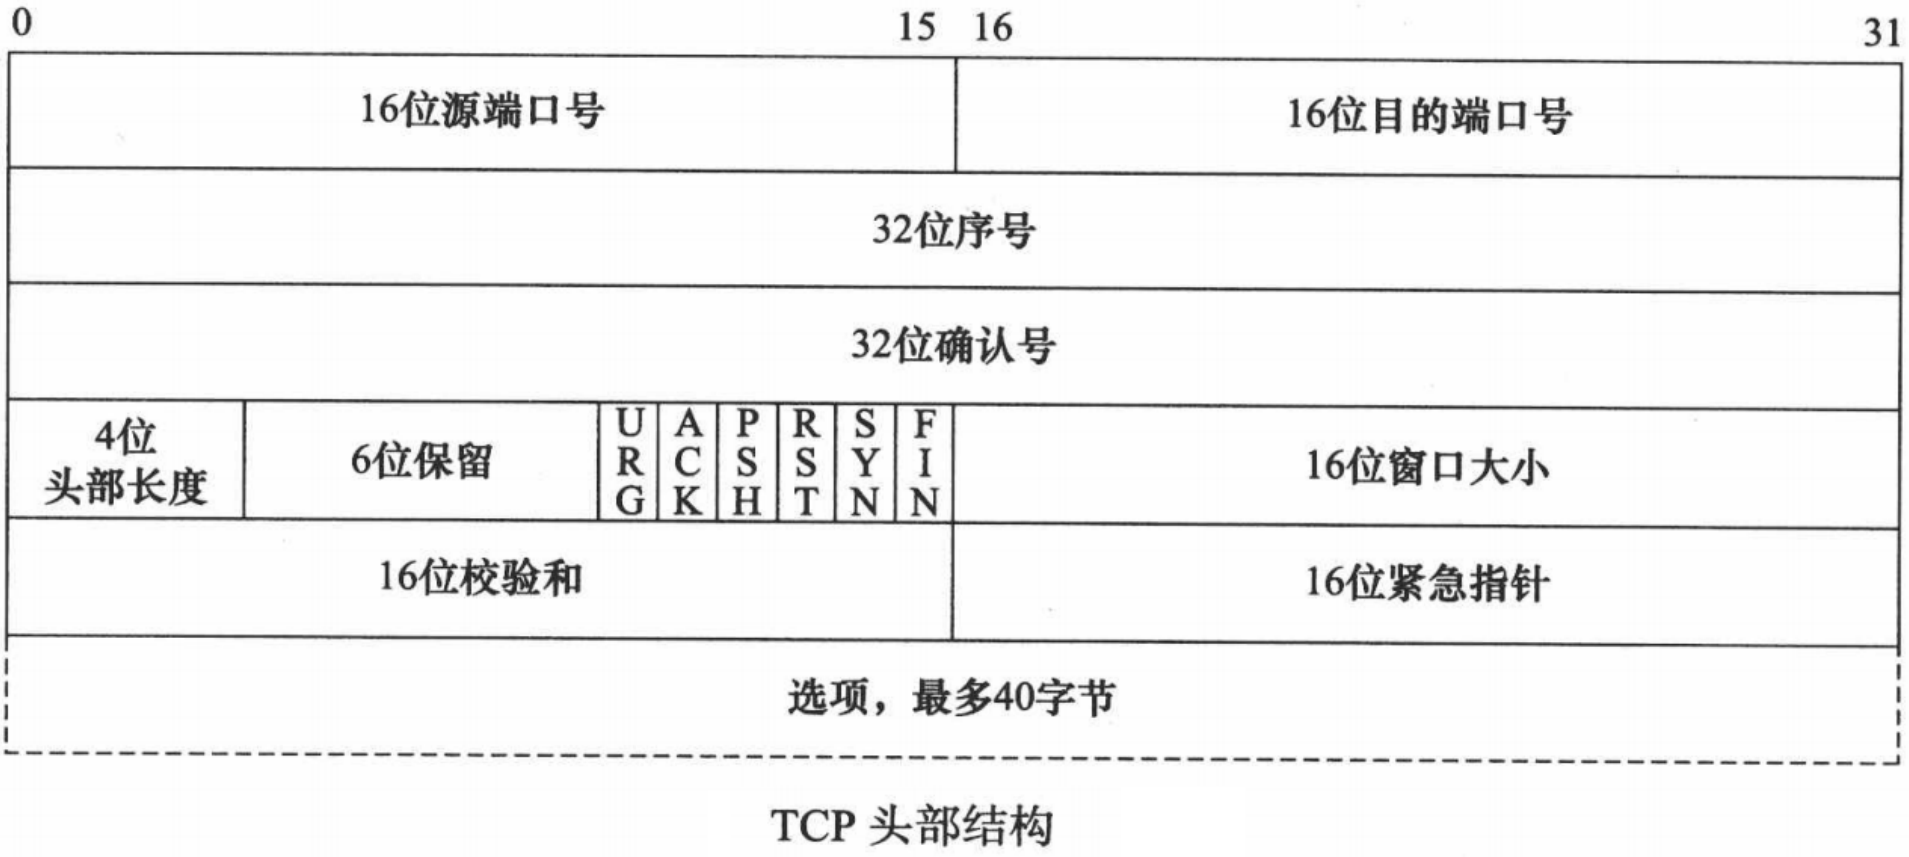 0 15 16 31
16位源端口号 16位目的端口号
32位序号
32位确认号
4位
头部长度
6位保留
URG
ACK
PSH
RST
SYN
FIN
16位窗口大小
16位校验和 16位紧急指针
选项，最多40字节
TCP 头部结构